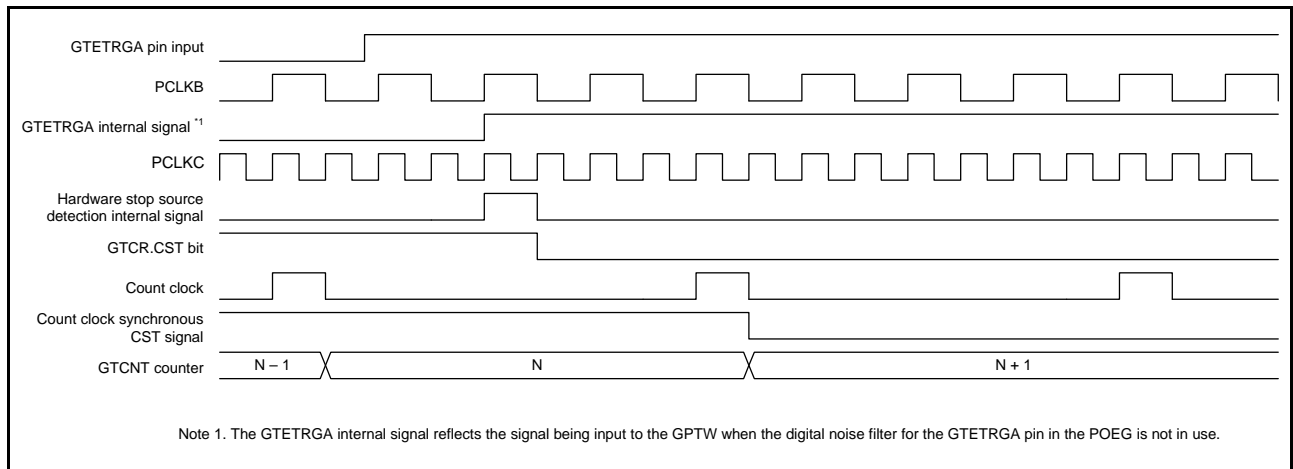 GTETRGA pin input
PCLKB
GTETRGA internal signal *1
PCLKC
Hardware stop source
detection internal signal
GTCR.CST bit
Count clock
Count clock synchronous
CST signal
GTCNT counter
N – 1
N
N + 1
Note 1. The GTETRGA internal signal reflects the signal being input to the GPTW when the digital noise filter for the GTETRGA pin in the POEG is not in use.